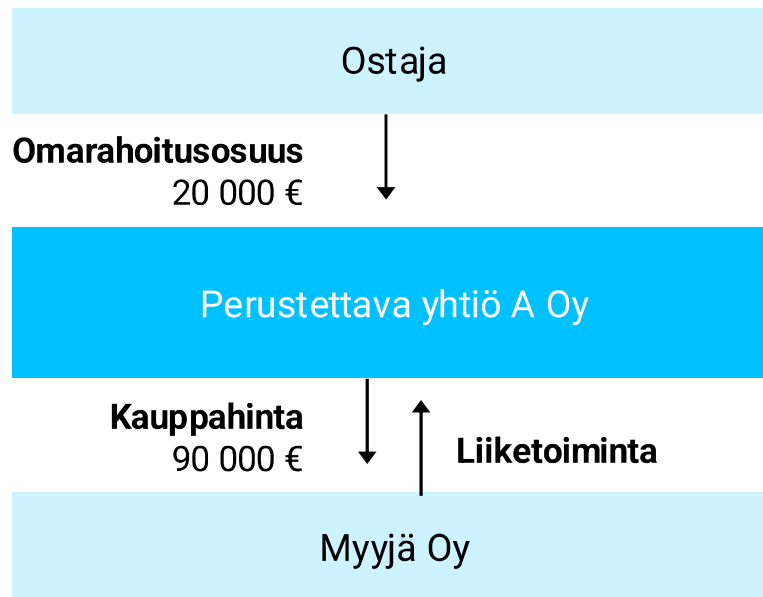 Ostaja
Omarahoitusosuus
20 000 €
Perustettava yhtiö A Oy
Kauppahinta
90 000 €
Liiketoiminta
Myyjä Oy